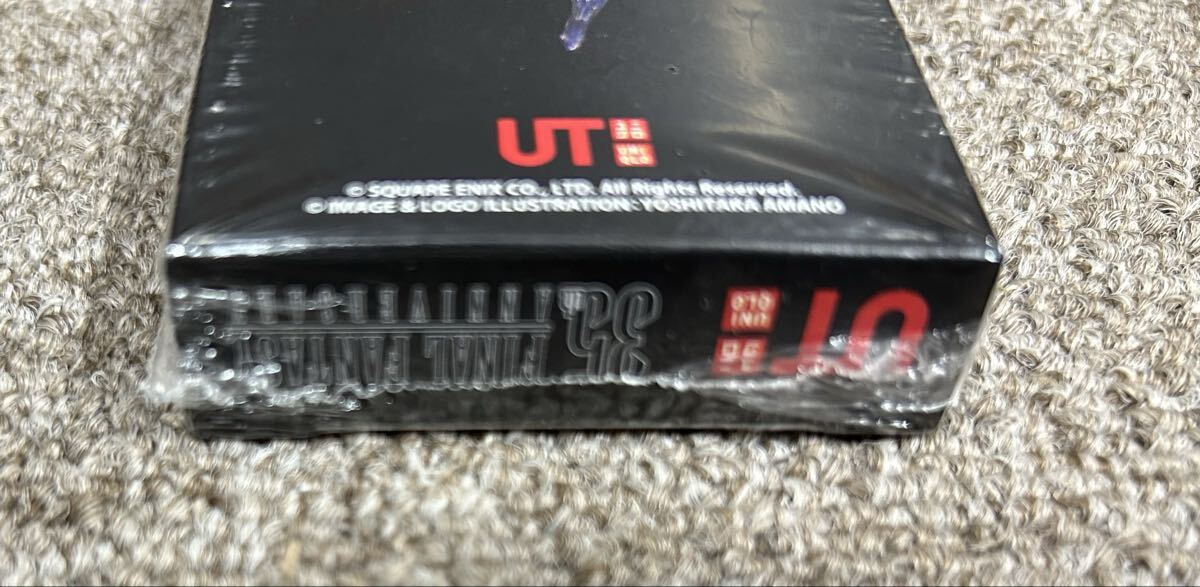 UT ユニクロ UNIQLO
© SQUARE ENIX CO., LTD. All Rights Reserved.
© IMAGE & LOGO ILLUSTRATION: YOSHITAKA AMANO
UT ユニクロ UNIQLO
35th FINAL FANTASY
ANNIVERSARY